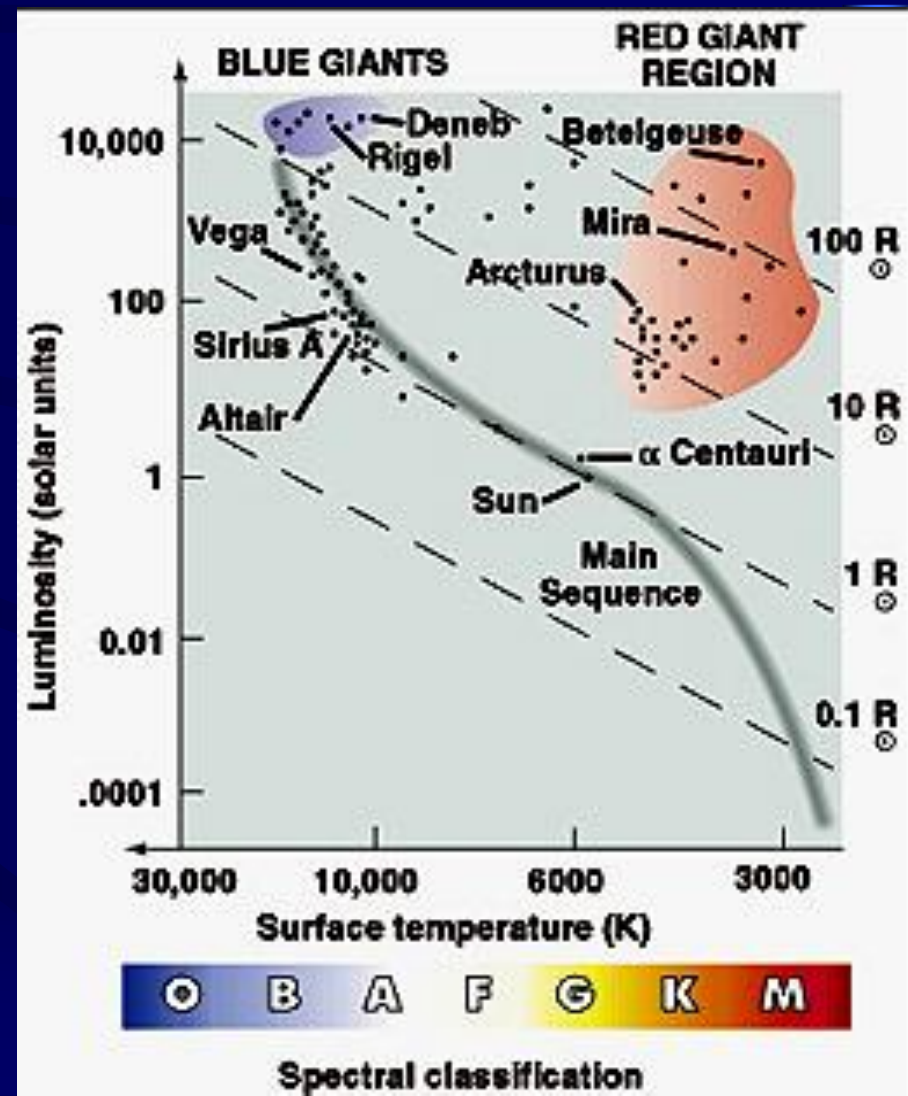 BLUE GIANTS
RED GIANT
REGION
10,000
Deneb
Betelgeuse
Rigel
Vega
Mira
100 R
☉
Arcturus
100
Sirius A
10 R
☉
Altair
α Centauri
1
Sun
Main
Sequence
1 R
☉
0.01
0.1 R
☉
.0001
Luminosity (solar units)
30,000 10,000 6000 3000
Surface temperature (K)
O B A F G K M
Spectral classification